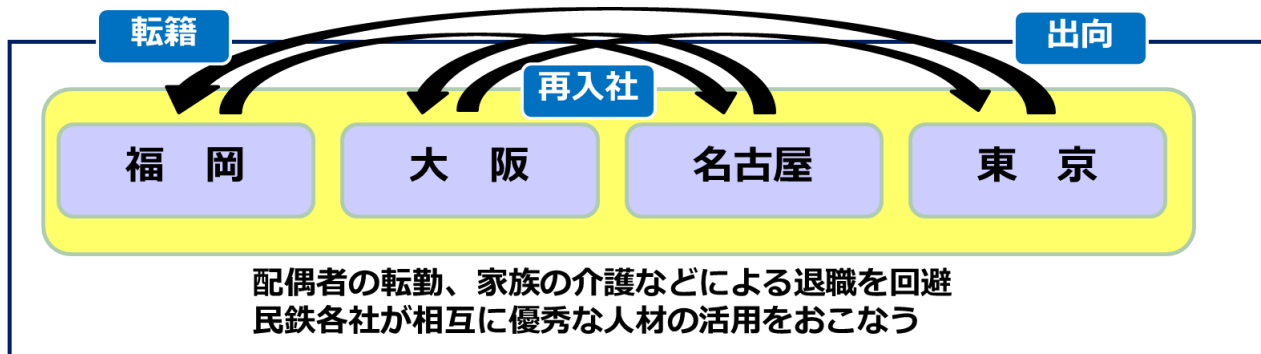 転籍
出向
再入社
福　岡
大　阪
名古屋
東　京
配偶者の転勤、家族の介護などによる退職を回避
民鉄各社が相互に優秀な人材の活用をおこなう